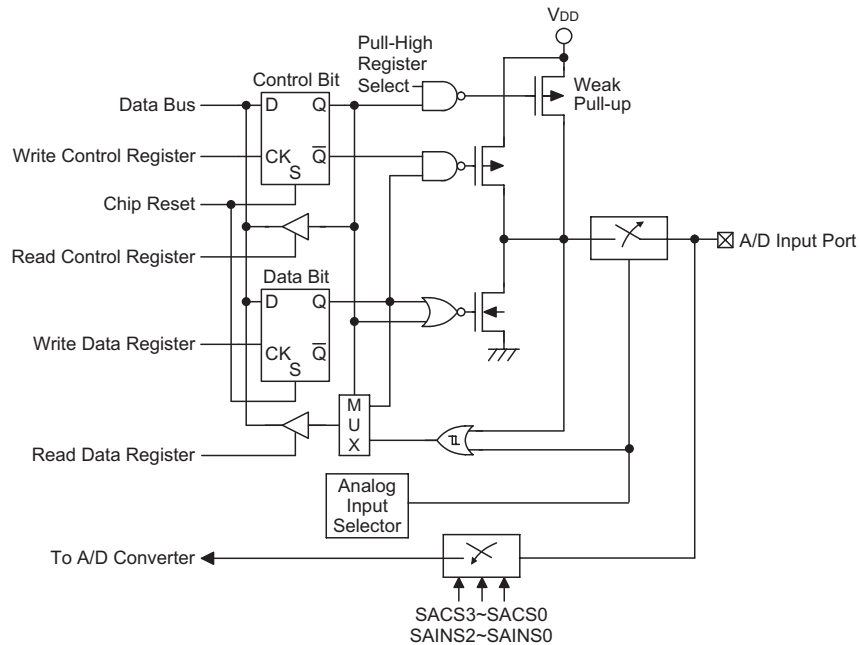 VDD
Pull-High
Register
Select
Control Bit
Weak
Pull-up
Data Bus
D
Q
Write Control Register
CK
Q̅
S
Chip Reset
Read Control Register
A/D Input Port
Data Bit
D
Q
Write Data Register
CK
Q̅
S
M
U
X
Read Data Register
Analog
Input
Selector
To A/D Converter
SACS3~SACS0
SAINS2~SAINS0